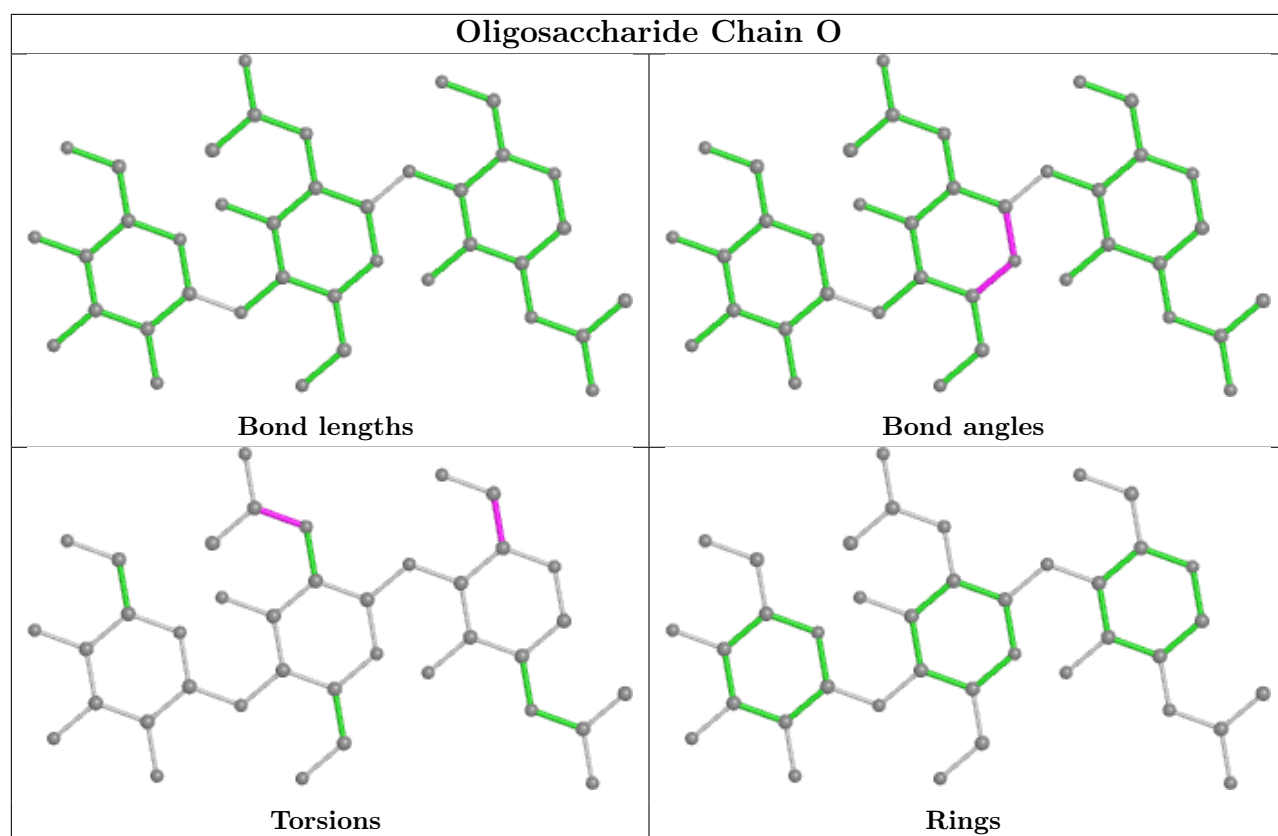 Oligosaccharide Chain O
Bond lengths
Bond angles
Torsions
Rings